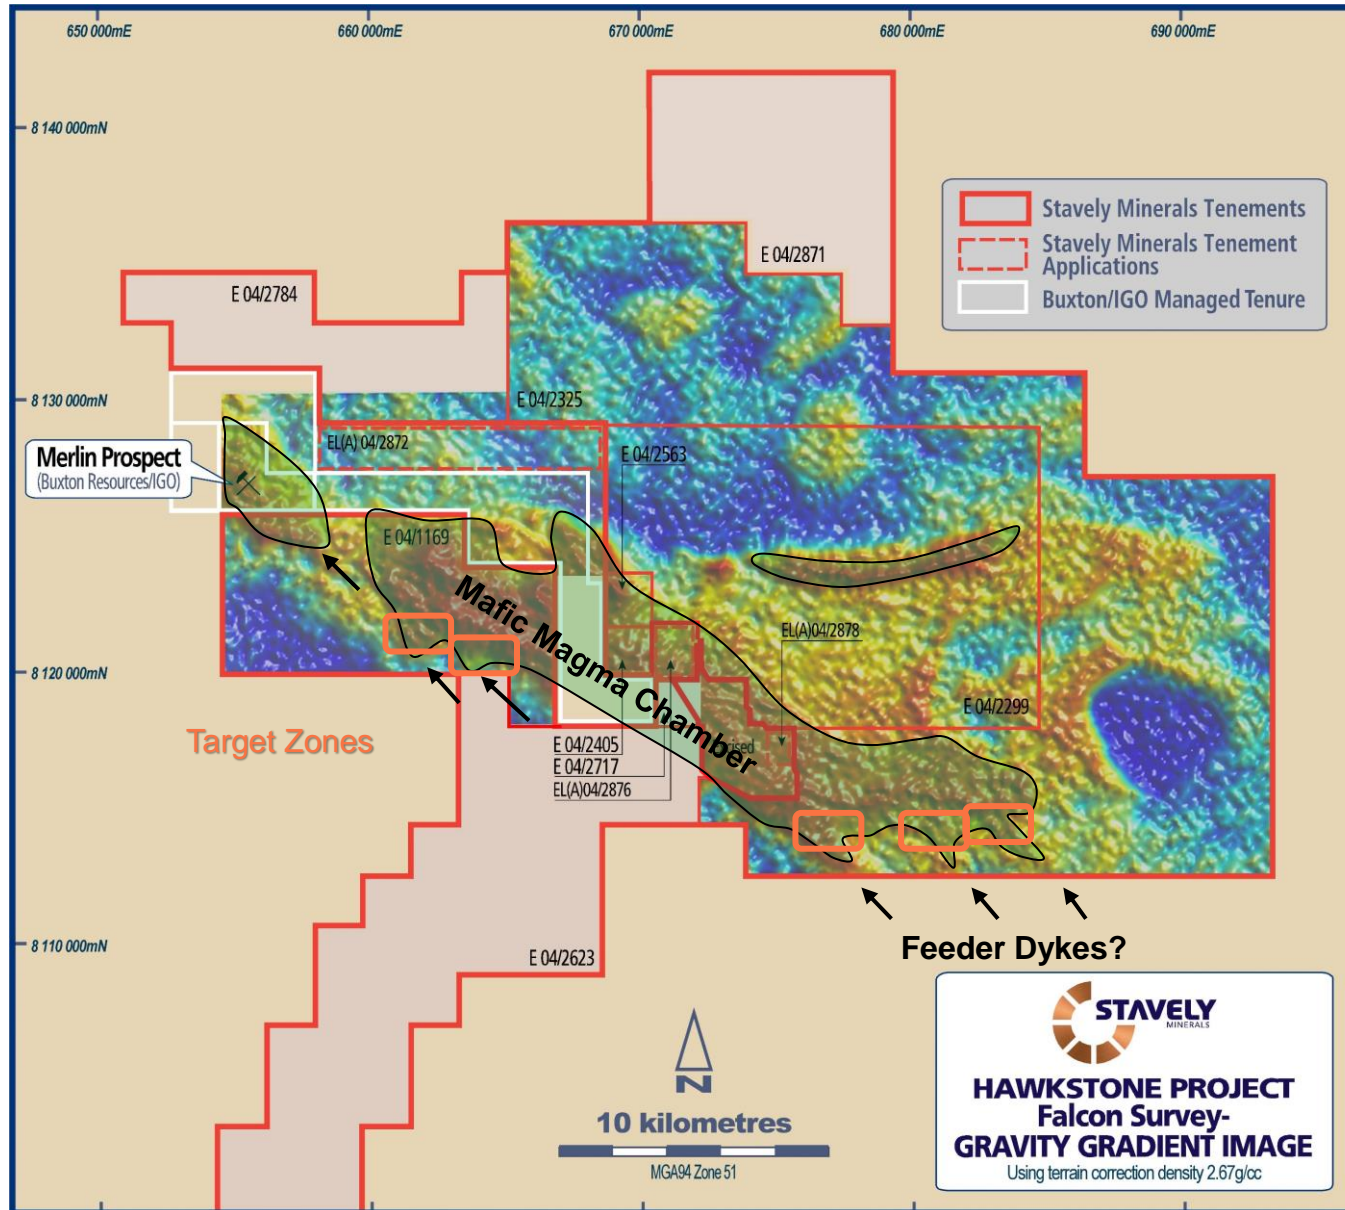 650 000mE
660 000mE
670 000mE
680 000mE
690 000mE
8 140 000mN
8 130 000mN
8 120 000mN
8 110 000mN
Stavely Minerals Tenements
Stavely Minerals Tenement
Applications
Buxton/IGO Managed Tenure
E 04/2871
E 04/2784
E 04/2325
EL(A) 04/2872
E 04/2563
Merlin Prospect
(Buxton Resources/IGO)
E 04/1169
Mafic Magma Chamber
EL(A)04/2878
E 04/2299
Target Zones
E 04/2405
E 04/2717
EL(A)04/2876
E 04/2623
Feeder Dykes?
N
10 kilometres
MGA94 Zone 51
STAVELY
MINERALS
HAWKSTONE PROJECT
Falcon Survey-
GRAVITY GRADIENT IMAGE
Using terrain correction density 2.67g/cc